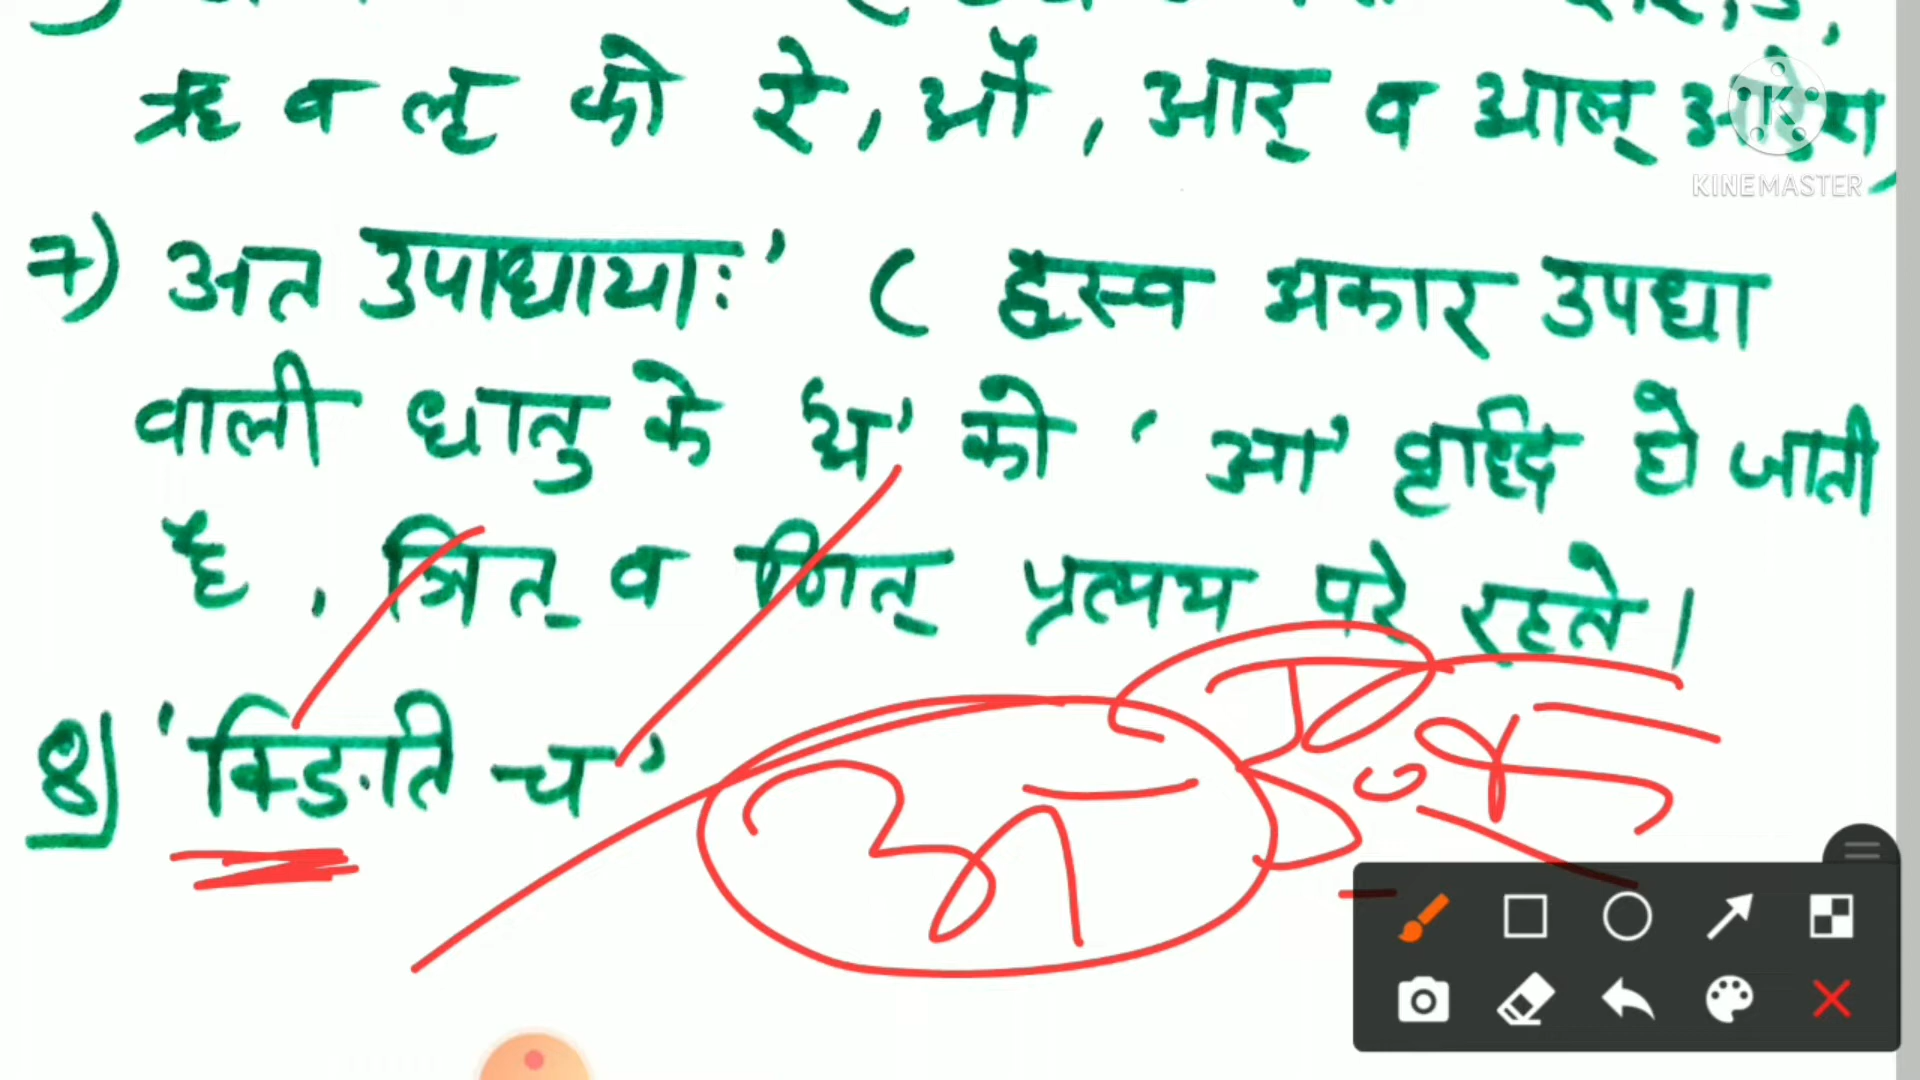 ऋ व लृ को ऐ, औ, आर् व आल् आदेश)
KINEMASTER
7) अत उपाधायाः' ( ह्रस्व अकार उपधा
वाली धातु के 'अ' को 'आ' वृद्धि हो जाती
है, ञित् व णित् प्रत्यय परे रहते।
8) 'क्ङिति च'